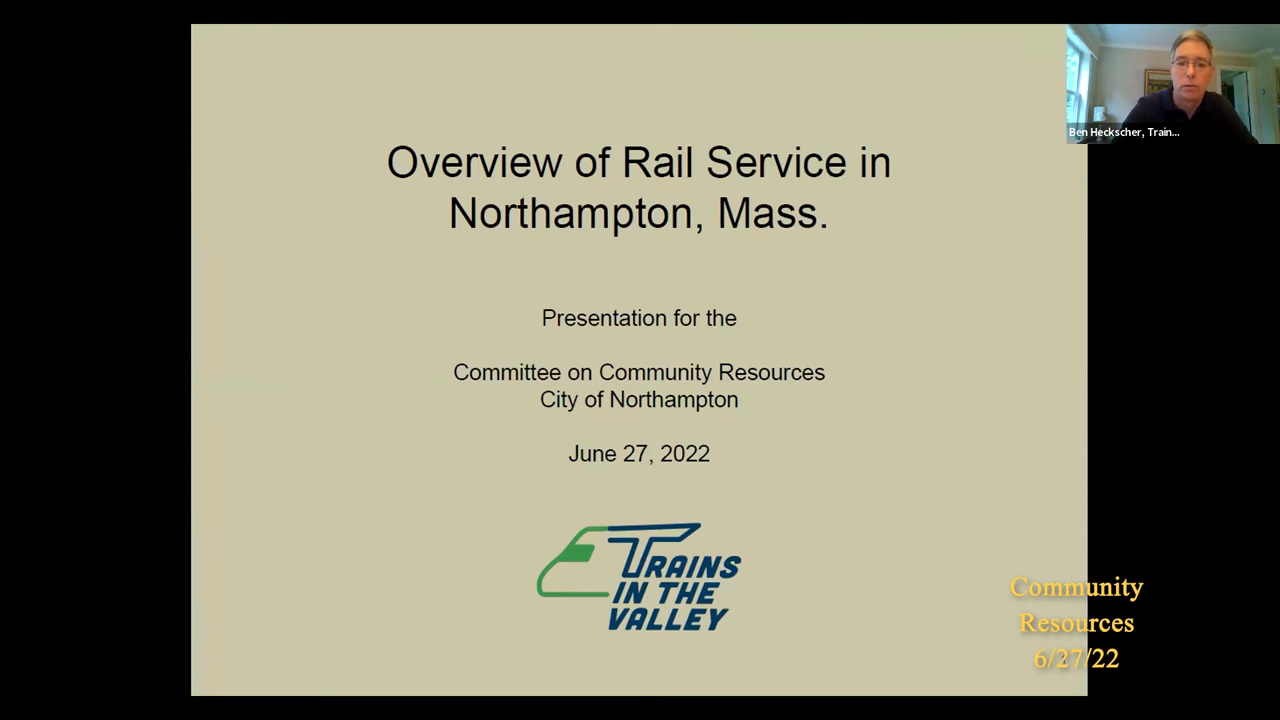 Overview of Rail Service in
Northampton, Mass.
Ben Heckscher, Train...
Presentation for the
Committee on Community Resources
City of Northampton
June 27, 2022
TRAINS
IN THE
VALLEY
Community
Resources
6/27/22